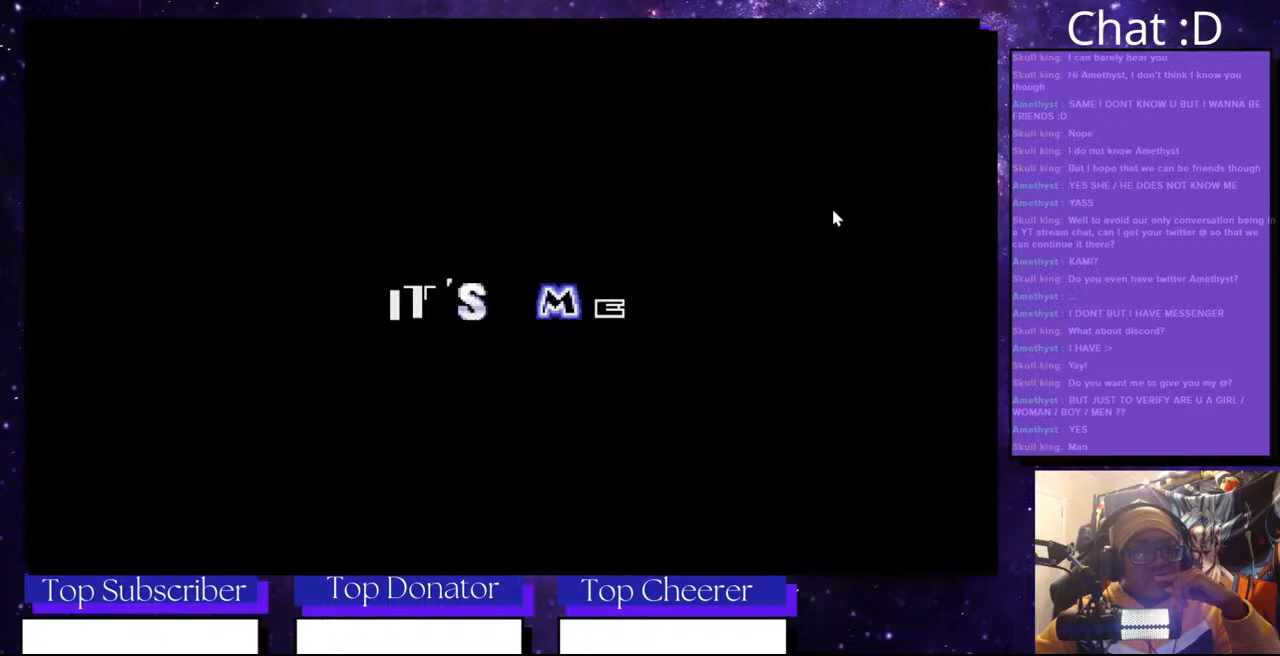 Chat :D
Skull king: I can barely hear you
Skull king: Hi Amethyst, I don't think I know you
though
Amethyst : SAME I DONT KNOW U BUT I WANNA BE
FRIENDS :D
Skull king: Nope
Skull king: I do not know Amethyst
Skull king: But I hope that we can be friends though
Amethyst : YES SHE / HE DOES NOT KNOW ME
Amethyst : YASS
Skull king: Well to avoid our only conversation being in
a YT stream chat, can I get your twitter @ so that we
can continue it there?
Amethyst : KAMI?
Skull king: Do you even have twitter Amethyst?
Amethyst : ...
Amethyst : I DONT BUT I HAVE MESSENGER
Skull king: What about discord?
Amethyst : I HAVE :>
Skull king: Yay!
Skull king: Do you want me to give you my @?
Amethyst : BUT JUST TO VERIFY ARE U A GIRL /
WOMAN / BOY / MEN ??
Amethyst : YES
Skull king: Man
IT'S ME
Top Subscriber
Top Donator
Top Cheerer